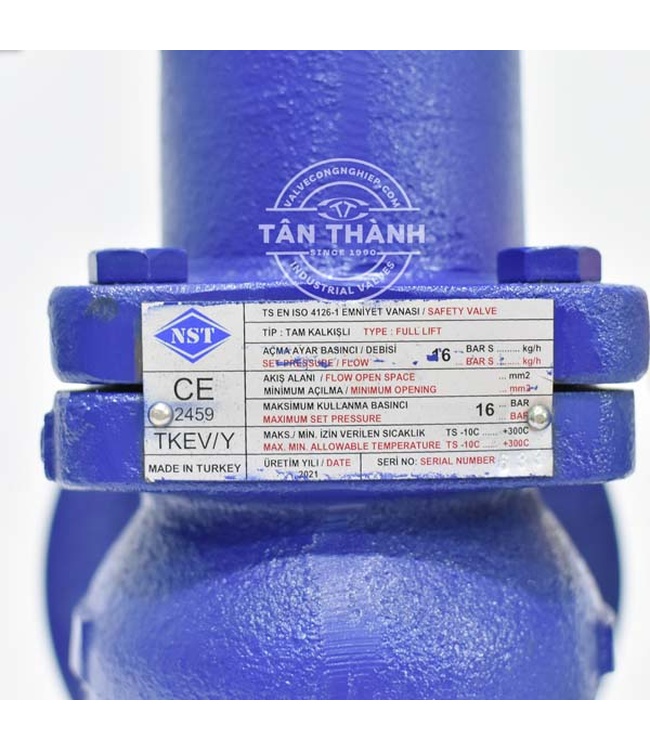 VALVECONGNGHIEP.COM
TÂN THÀNH
SINCE 1990
INDUSTRIAL VALVES
NST
CE
2459
TKEV/Y
MADE IN TURKEY
TS EN ISO 4126-1 EMNİYET VANASI / SAFETY VALVE
TİP : TAM KALKIŞLI TYPE : FULL LIFT
AÇMA AYAR BASINCI / DEBİSİ 16 BAR S .......... kg/h
SET PRESSURE / FLOW ... BAR S .......... kg/h
AKIŞ ALANI / FLOW OPEN SPACE ... mm2
MİNİMUM AÇILMA / MINIMUM OPENING ... mm2
MAKSİMUM KULLANMA BASINCI 16 ... BAR
MAXIMUM SET PRESSURE ... BAR
MAKS./ MİN. İZİN VERİLEN SICAKLIK TS -10C ...... +300C
MAX. MIN. ALLOWABLE TEMPERATURE TS -10C ...... +300C
ÜRETİM YILI / DATE
2021
SERİ NO: SERIAL NUMBER